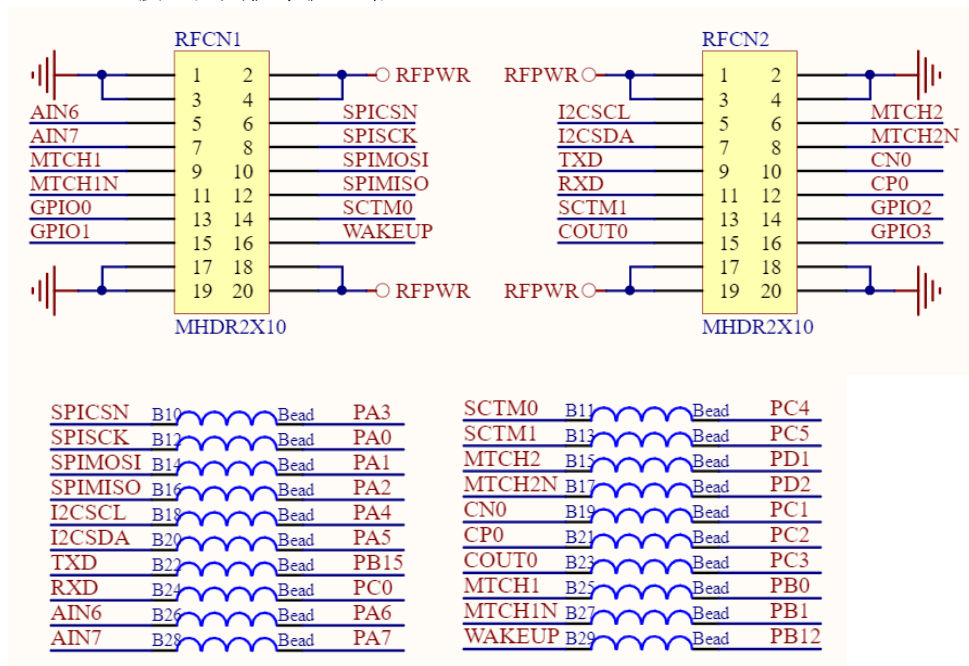 RFCN1 RFCN2
1 2 RFPWR RFPWR 1 2
3 4 3 4
AIN6 5 6 SPICSN I2CSCL 5 6 MTCH2
AIN7 7 8 SPISCK I2CSDA 7 8 MTCH2N
MTCH1 9 10 SPIMOSI TXD 9 10 CN0
MTCH1N 11 12 SPIMISO RXD 11 12 CP0
GPIO0 13 14 SCTM0 SCTM1 13 14 GPIO2
GPIO1 15 16 WAKEUP COUT0 15 16 GPIO3
17 18 17 18
19 20 RFPWR RFPWR 19 20
MHDR2X10 MHDR2X10
SPICSN B10 Bead PA3 SCTM0 B11 Bead PC4
SPISCK B12 Bead PA0 SCTM1 B13 Bead PC5
SPIMOSI B14 Bead PA1 MTCH2 B15 Bead PD1
SPIMISO B16 Bead PA2 MTCH2N B17 Bead PD2
I2CSCL B18 Bead PA4 CN0 B19 Bead PC1
I2CSDA B20 Bead PA5 CP0 B21 Bead PC2
TXD B22 Bead PB15 COUT0 B23 Bead PC3
RXD B24 Bead PC0 MTCH1 B25 Bead PB0
AIN6 B26 Bead PA6 MTCH1N B27 Bead PB1
AIN7 B28 Bead PA7 WAKEUP B29 Bead PB12